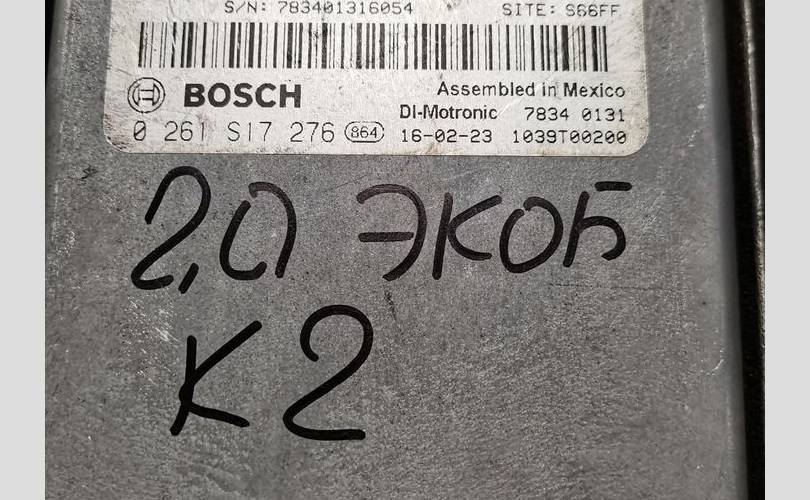 S/N: 783401316054 SITE: S66FF
BOSCH Assembled in Mexico
DI-Motronic 7834 0131
0 261 S17 276 864 16-02-23 1039T00200
2,0 ЭКОБ
К2